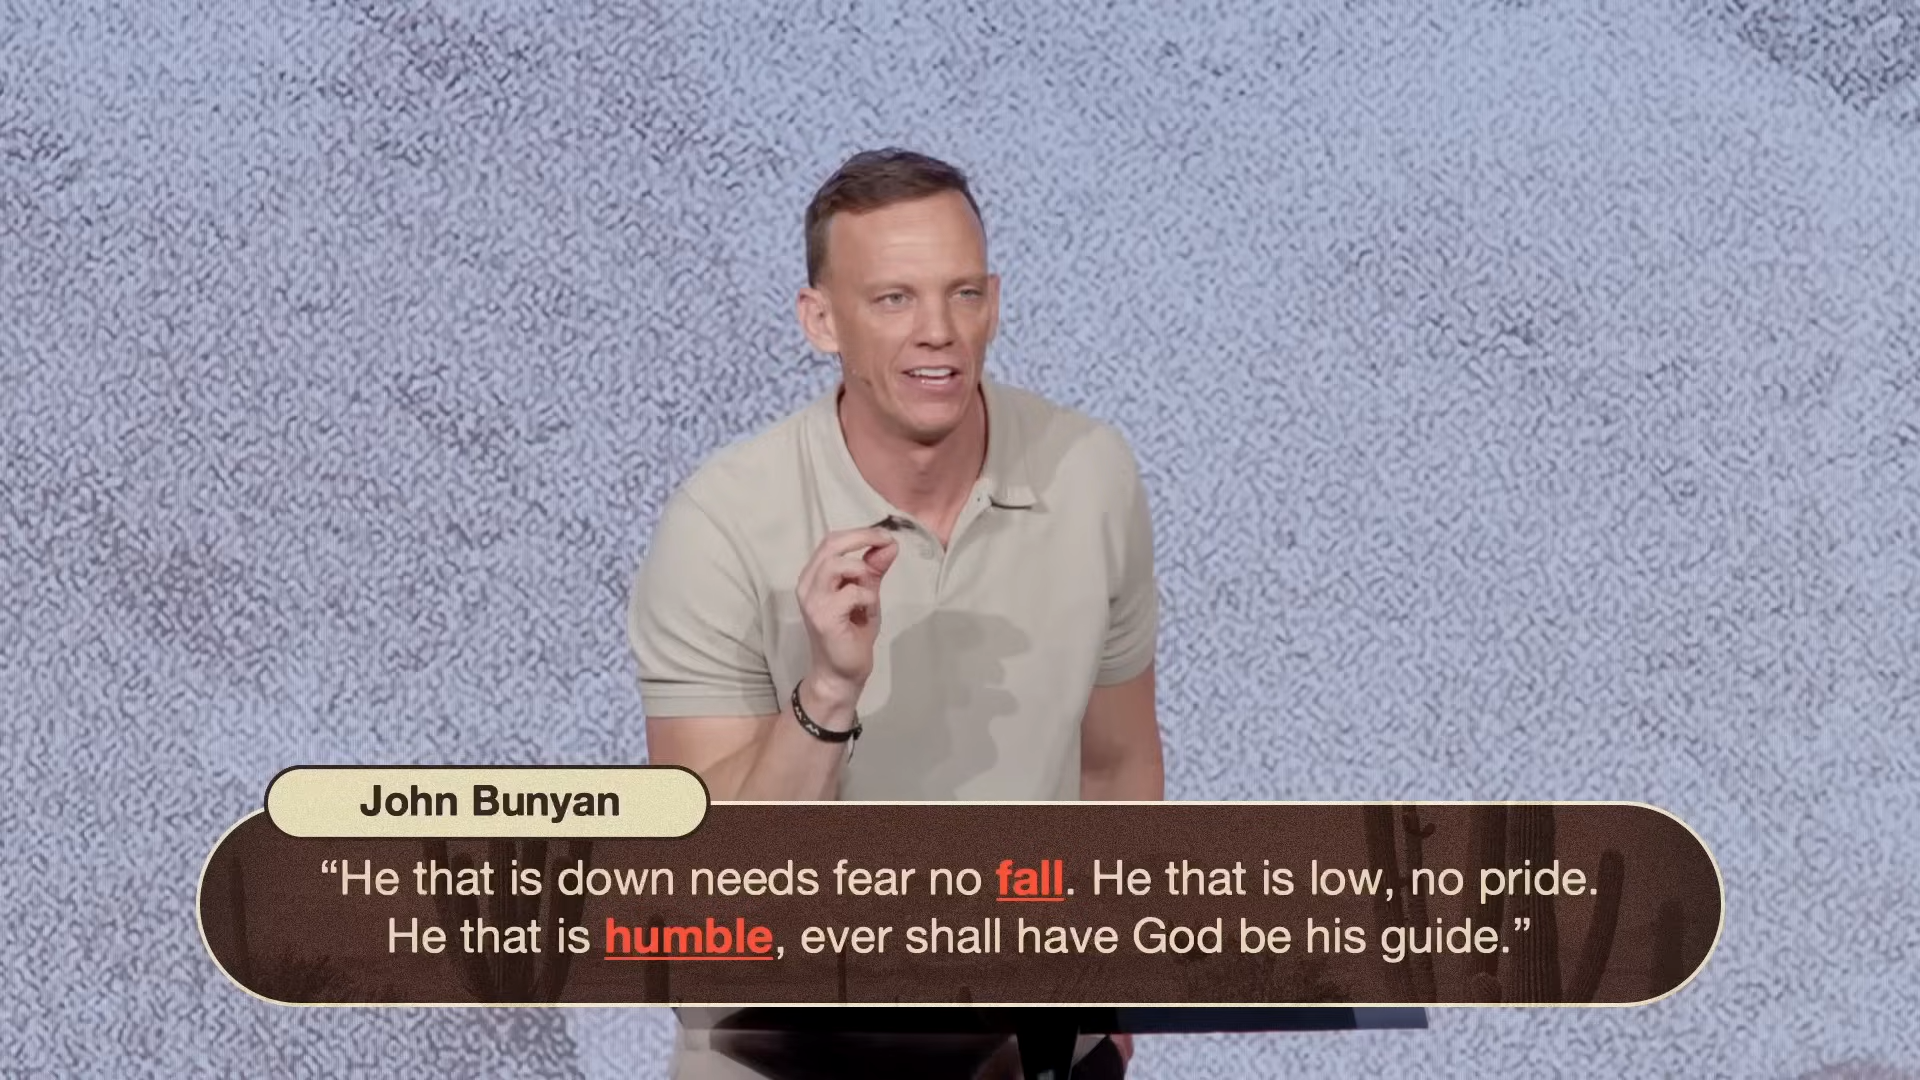 John Bunyan
“He that is down needs fear no fall. He that is low, no pride.
He that is humble, ever shall have God be his guide.”